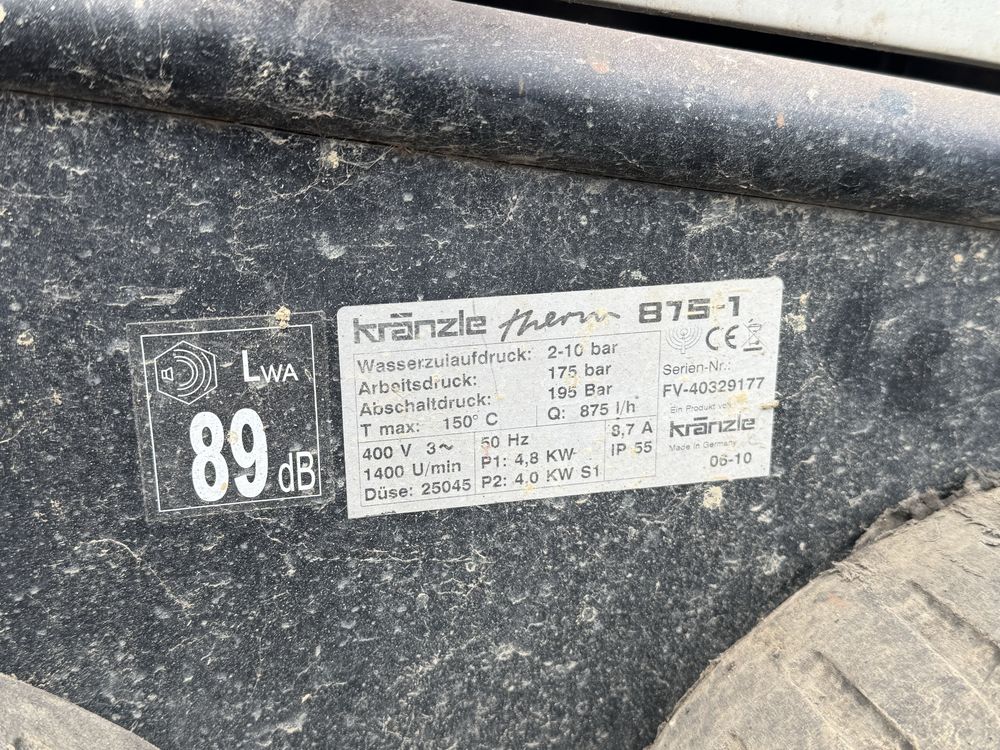 LWA
89 dB
kränzle therm 875-1
Wasserzulaufdruck: 2-10 bar
Arbeitsdruck: 175 bar
Abschaltdruck: 195 Bar
T max: 150° C Q: 875 l/h
400 V 3~ 50 Hz 8,7 A
1400 U/min P1: 4,8 KW IP 55
Düse: 25045 P2: 4,0 KW S1
CE
Serien-Nr.:
FV-40329177
Ein Produkt von
kränzle
Made in Germany
06-10